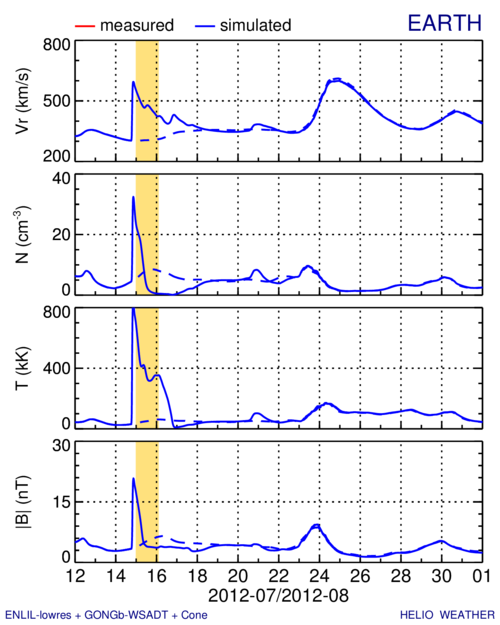 measured simulated EARTH
800
500
200
Vr (km/s)
40
20
0
N (cm-3)
800
400
0
T (kK)
30
15
0
|B| (nT)
12 14 16 18 20 22 24 26 28 30 01
2012-07/2012-08
ENLIL-lowres + GONGb-WSADT + Cone HELIO WEATHER